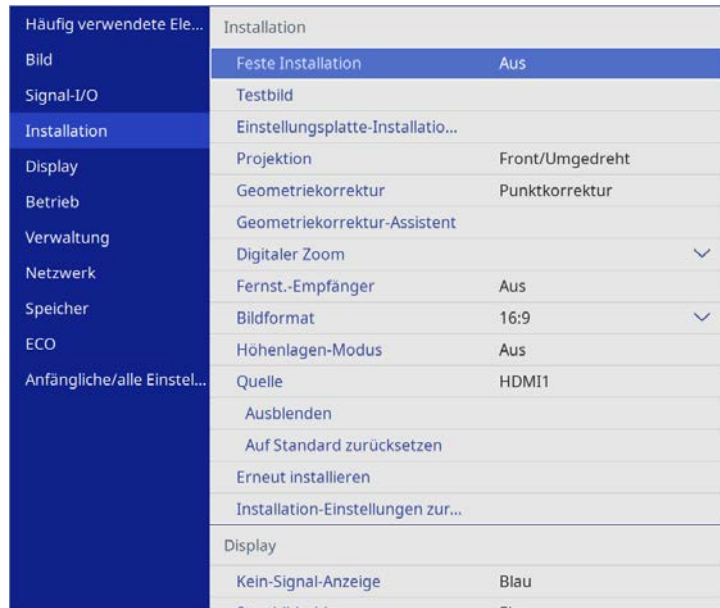 Häufig verwendete Ele...
Bild
Signal-I/O
Installation
Display
Betrieb
Verwaltung
Netzwerk
Speicher
ECO
Anfängliche/alle Einstel...
Installation
Feste Installation Aus
Testbild
Einstellungsplatte-Installatio...
Projektion Front/Umgedreht
Geometriekorrektur Punktkorrektur
Geometriekorrektur-Assistent
Digitaler Zoom
Fernst.-Empfänger Aus
Bildformat 16:9
Höhenlagen-Modus Aus
Quelle HDMI1
Ausblenden
Auf Standard zurücksetzen
Erneut installieren
Installation-Einstellungen zur...
Display
Kein-Signal-Anzeige Blau